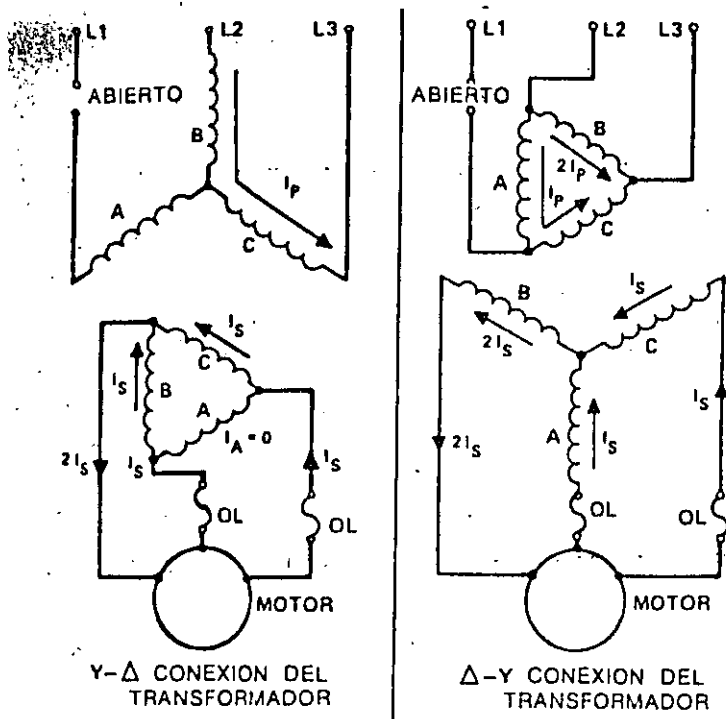 L1 L2 L3
ABIERTO
B
A
C
I_P
I_S
C
I_S
B
A
I_A = 0
2I_S
I_S
I_S
OL
OL
MOTOR
Y-Δ CONEXION DEL
TRANSFORMADOR
L1 L2 L3
ABIERTO
B
A
2I_P
I_P
C
B
I_S
2I_S
C
A
I_S
2I_S
I_S
OL
OL
MOTOR
Δ-Y CONEXION DEL
TRANSFORMADOR